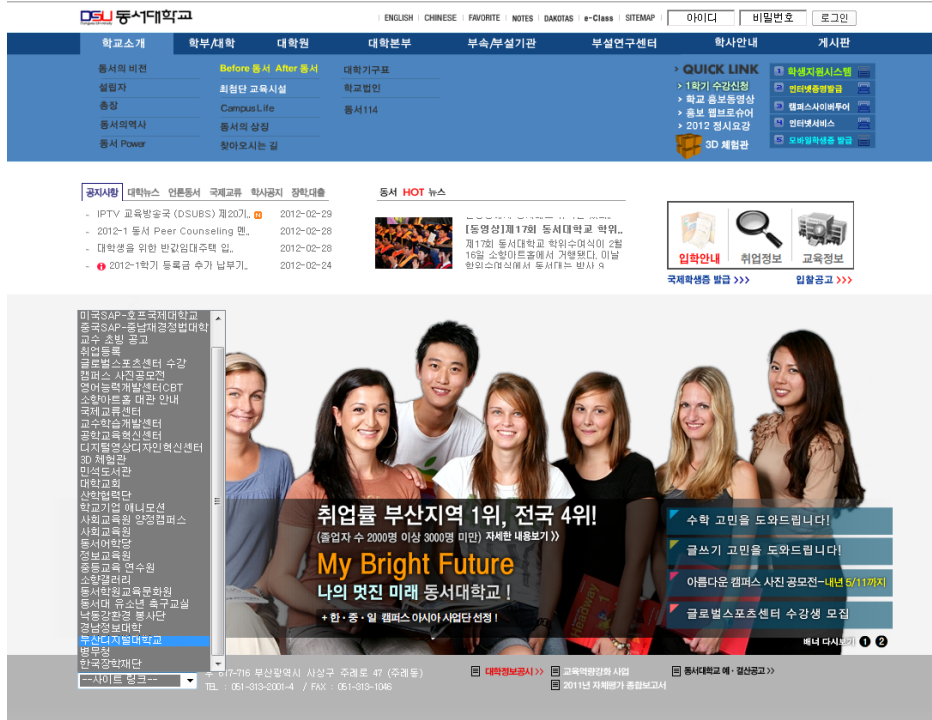 DSU 동서대학교
ENGLISH | CHINESE | FAVORITE | NOTES | DAKOTAS | e-Class | SITEMAP
아이디 비밀번호 로그인
학교소개 학부/대학 대학원 대학본부 부속/부설기관 부설연구센터 학사안내 게시판
동서의 비전
설립자
총장
동서의역사
동서 Power
Before 동서 After 동서
최첨단 교육시설
Campus Life
동서의 상징
찾아오시는 길
대학기구표
학교법인
동서114
QUICK LINK
1학기 수강신청
학교 홍보동영상
홍보 웹브로슈어
2012 정시요강
3D 체험관
1 학생지원시스템
2 인터넷증명발급
3 캠퍼스사이버투어
4 인터넷서비스
5 모바일학생증 발급
공지사항 대학뉴스 언론동서 국제교류 학사공지 장학,대출
- IPTV 교육방송국 (DSUBS) 제20기.. N 2012-02-29
- 2012-1 동서 Peer Counseling 멘.. 2012-02-28
- 대학생을 위한 반값임대주택 입.. 2012-02-28
- 2012-1학기 등록금 추가 납부기.. 2012-02-24
동서 HOT 뉴스
[동영상]제17회 동서대학교 학위..
제17회 동서대학교 학위수여식이 2월
16일 소향아트홀에서 거행됐다. 이날
학위수여식에서 동서대는 박사 9
입학안내 취업정보 교육정보
국제학생증 발급 >>> 입찰공고 >>>
미국SAP-호프국제대학교
중국SAP-중남재경정법대학
교수 초빙 공고
취업등록
글로벌스포츠센터 수강
캠퍼스 사진공모전
영어능력개발센터CBT
소향아트홀 대관 안내
국제교류센터
교수학습개발센터
공학교육혁신센터
디지털영상디자인혁신센터
3D 체험관
민석도서관
대학교회
산학협력단
학교기업 애니모션
사회교육원 양정캠퍼스
사회교육원
동서어학당
정보교육원
중등교육 연수원
소향갤러리
동서학원교육문화원
동서대 유소년 축구교실
낙동강환경 봉사단
경남정보대학
부산디지털대학교
병무청
한국장학재단
--사이트 링크--
취업률 부산지역 1위, 전국 4위!
(졸업자 수 2000명 이상 3000명 미만) 자세한 내용보기 》
My Bright Future
나의 멋진 미래 동서대학교 !
+ 한 · 중 · 일 캠퍼스 아시아 사업단 선정 !
수학 고민을 도와드립니다!
글쓰기 고민을 도와드립니다!
아름다운 캠퍼스 사진 공모전-내년 5/11까지
글로벌스포츠센터 수강생 모집
배너 다시보기 1 2
617-716 부산광역시 사상구 주례로 47 (주례동)
TEL : 051-313-2001~4 / FAX : 051-313-1046
대학정보공시 >>
교육역량강화 사업
2011년 자체평가 종합보고서
동서대학교 예 · 결산공고 >>